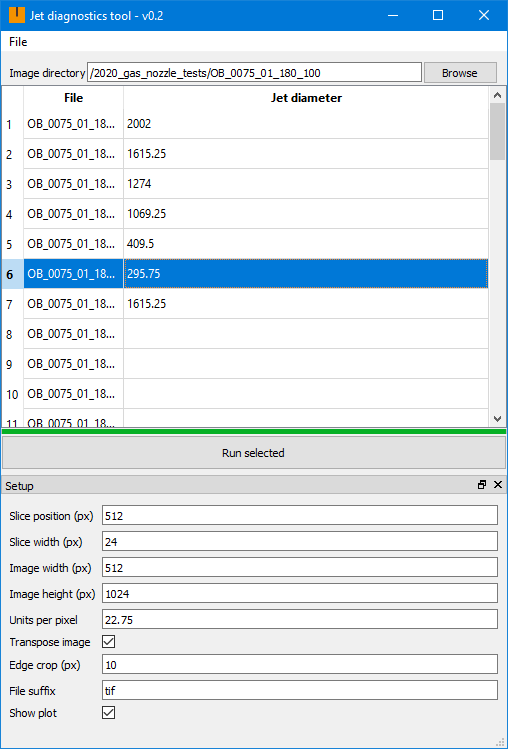 Jet diagnostics tool - v0.2
File
Image directory /2020_gas_nozzle_tests/OB_0075_01_180_100 Browse
File Jet diameter
1 OB_0075_01_18... 2002
2 OB_0075_01_18... 1615.25
3 OB_0075_01_18... 1274
4 OB_0075_01_18... 1069.25
5 OB_0075_01_18... 409.5
6 OB_0075_01_18... 295.75
7 OB_0075_01_18... 1615.25
8 OB_0075_01_18...
9 OB_0075_01_18...
10 OB_0075_01_18...
11 OB_0075_01_18...
Run selected
Setup
Slice position (px) 512
Slice width (px) 24
Image width (px) 512
Image height (px) 1024
Units per pixel 22.75
Transpose image
Edge crop (px) 10
File suffix tif
Show plot